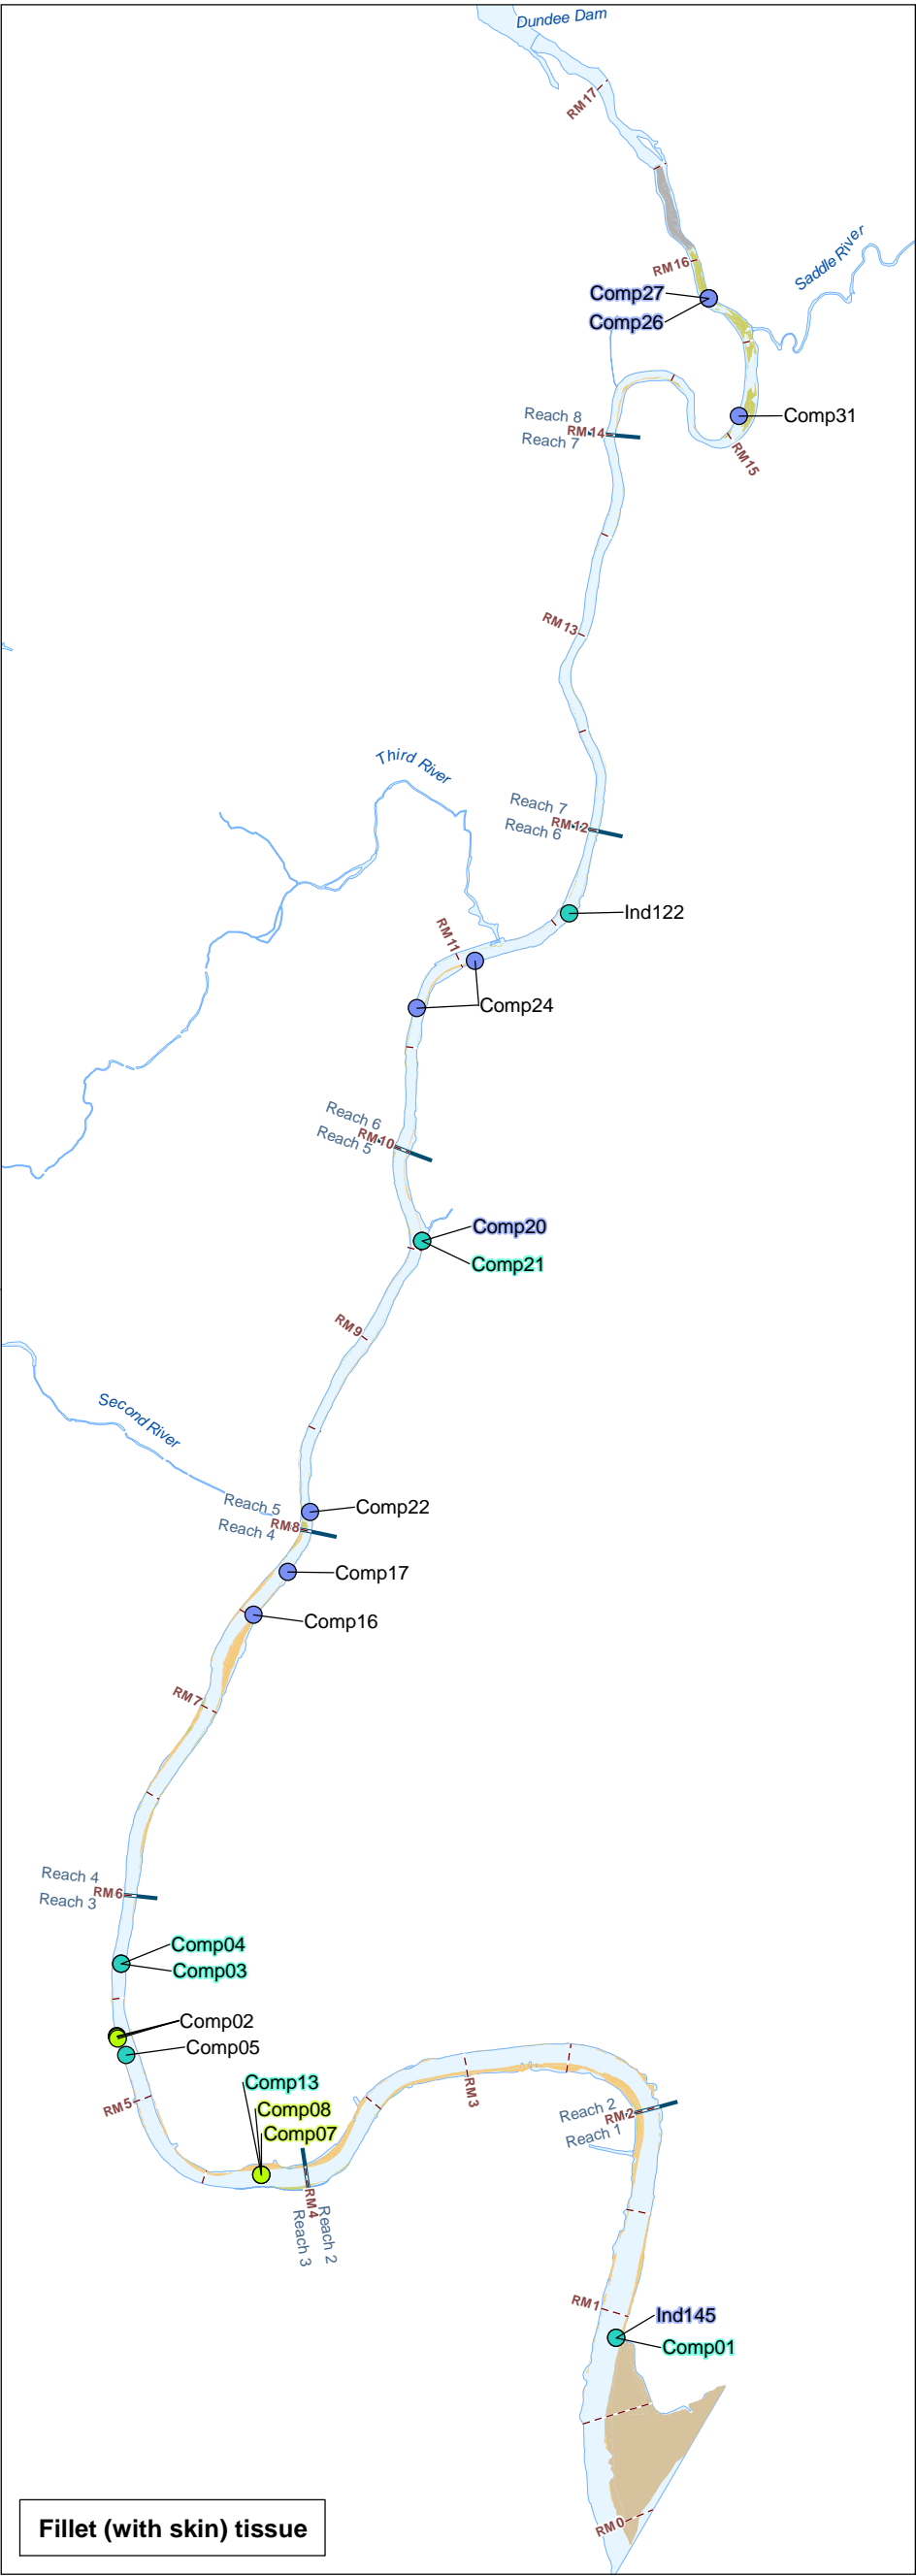 Dundee Dam
RM17
Saddle River
RM16
Comp27
Comp26
Reach 8
RM14
Reach 7
Comp31
RM15
RM13
Third River
Reach 7
RM12
Reach 6
Ind122
RM11
Comp24
Reach 6
RM10
Reach 5
Comp20
Comp21
RM9
Second River
Reach 5
RM8
Reach 4
Comp22
Comp17
Comp16
RM7
Reach 4
RM6
Reach 3
Comp04
Comp03
Comp02
Comp05
RM5
RM3
Comp13
Comp08
Comp07
Reach 2
RM2
Reach 1
RM4
Reach 2
Reach 3
RM1
Ind145
Comp01
RM0
Fillet (with skin) tissue